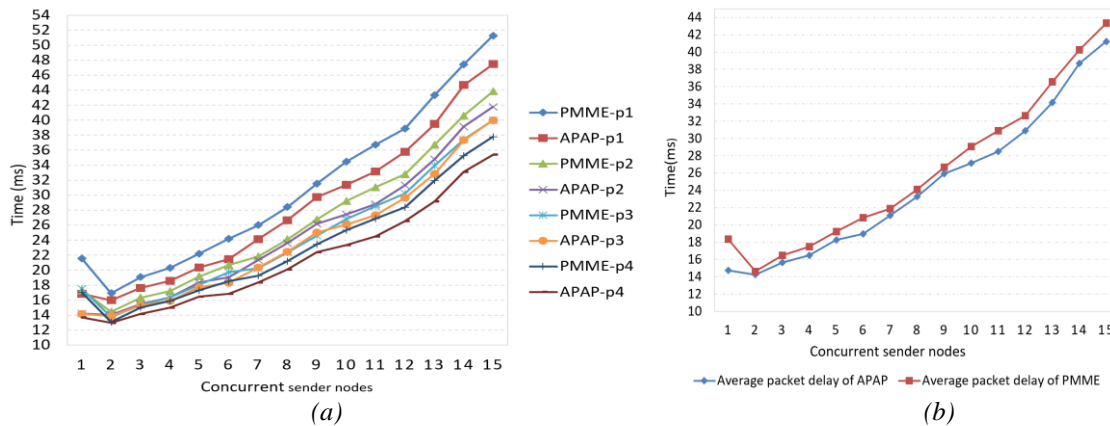 54
52
50
48
46
44
42
40
38
36
34
32
30
28
26
24
22
20
18
16
14
12
10
Time (ms)
1 2 3 4 5 6 7 8 9 10 11 12 13 14 15
Concurrent sender nodes
PMME-p1
APAP-p1
PMME-p2
APAP-p2
PMME-p3
APAP-p3
PMME-p4
APAP-p4
(a)
44
42
40
38
36
34
32
30
28
26
24
22
20
18
16
14
12
10
Time(ms)
1 2 3 4 5 6 7 8 9 10 11 12 13 14 15
Concurrent sender nodes
Average packet delay of APAP Average packet delay of PMME
(b)